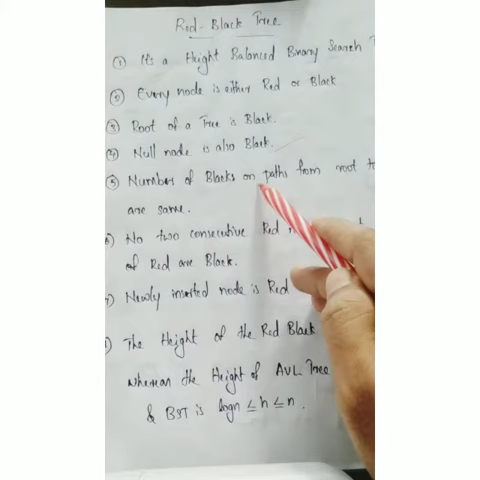 Red-Black Tree
① It's a Height Balanced Binary Search
② Every node is either Red or Black
③ Root of a Tree is Black.
④ Null node is also Black.
⑤ Number of Blacks on paths from root
are same.
No two consecutive Red
of Red are Black.
Newly inserted node is Red
The Height of the Red Black
whereas the Height of AVL Tree
& BST is logn ≤ h ≤ n.